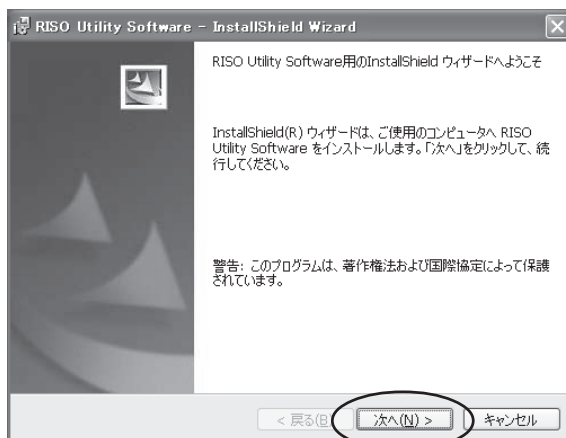 RISO Utility Software - InstallShield Wizard
RISO Utility Software用のInstallShield ウィザードへようこそ
InstallShield(R) ウィザードは、ご使用のコンピュータへ RISO
Utility Software をインストールします。「次へ」をクリックして、続
行してください。
警告: このプログラムは、著作権法および国際協定によって保護
されています。
< 戻る(B
次へ(N) >
キャンセル